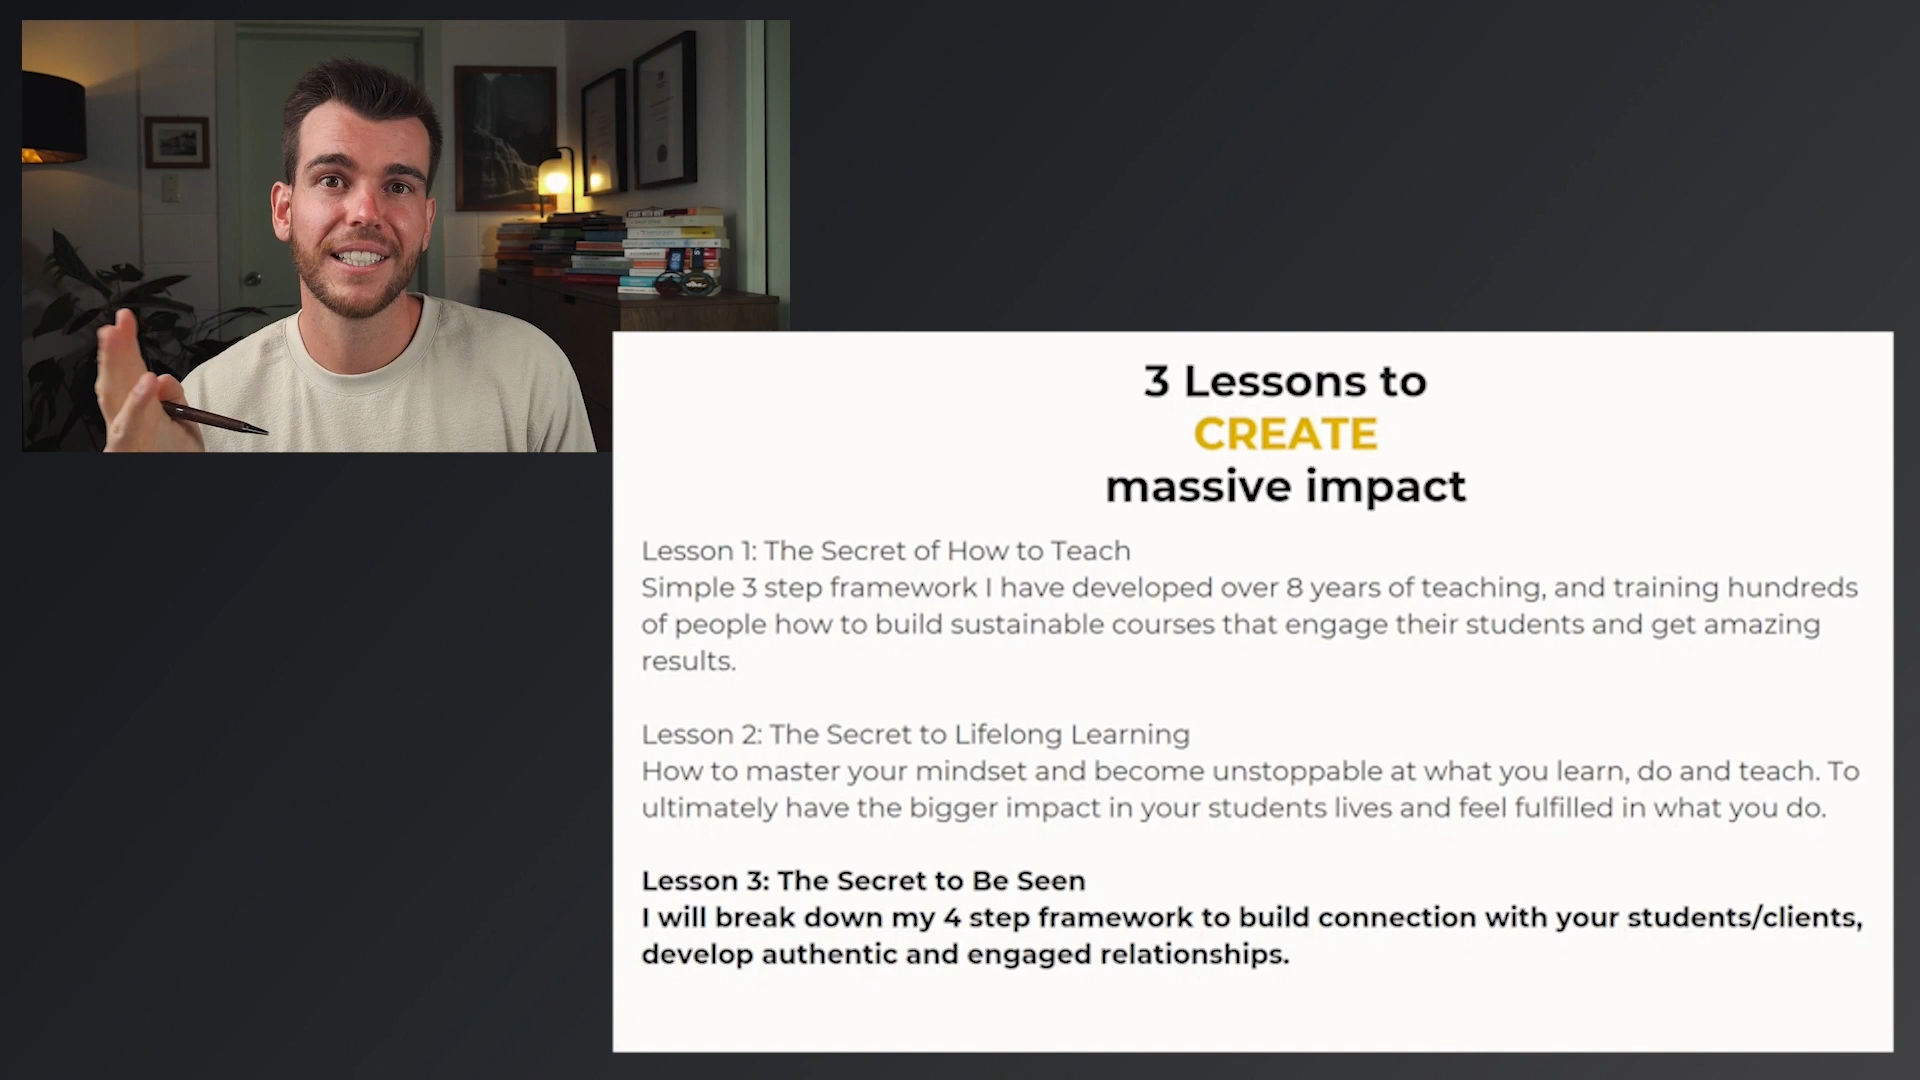 START WITH WHY
3 Lessons to
CREATE
massive impact
Lesson 1: The Secret of How to Teach
Simple 3 step framework I have developed over 8 years of teaching, and training hundreds
of people how to build sustainable courses that engage their students and get amazing
results.
Lesson 2: The Secret to Lifelong Learning
How to master your mindset and become unstoppable at what you learn, do and teach. To
ultimately have the bigger impact in your students lives and feel fulfilled in what you do.
Lesson 3: The Secret to Be Seen
I will break down my 4 step framework to build connection with your students/clients,
develop authentic and engaged relationships.